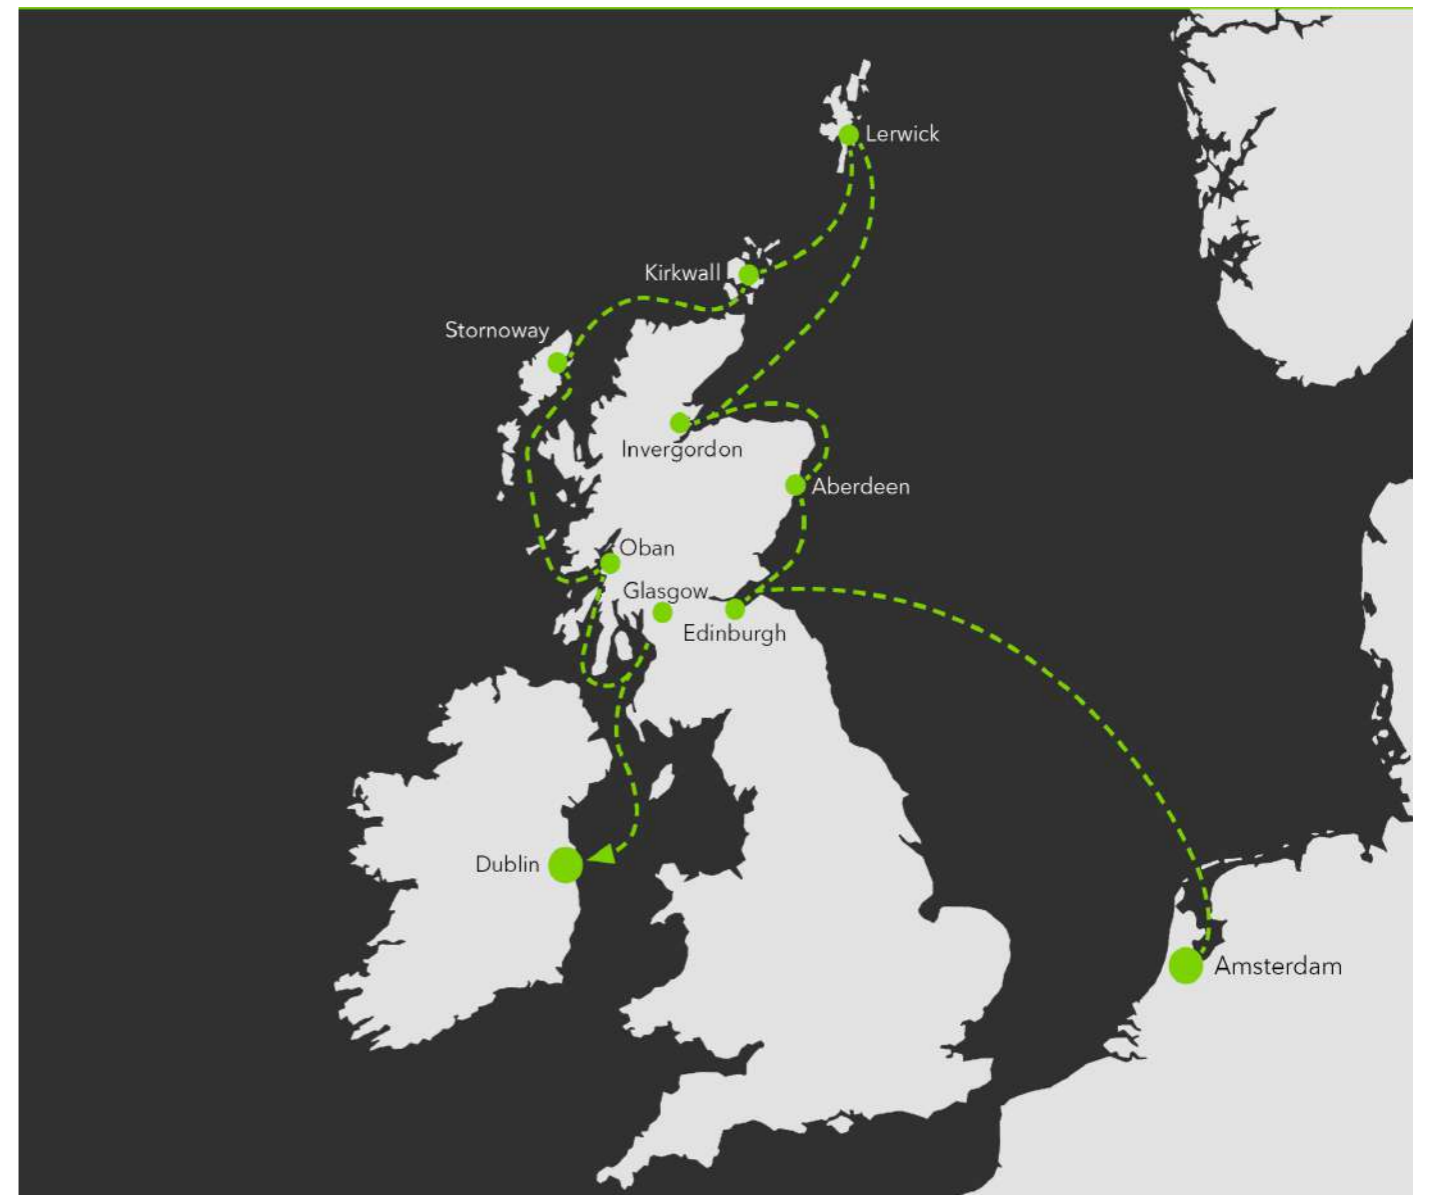 Lerwick
Kirkwall
Stornoway
Invergordon
Aberdeen
Oban
Glasgow
Edinburgh
Dublin
Amsterdam